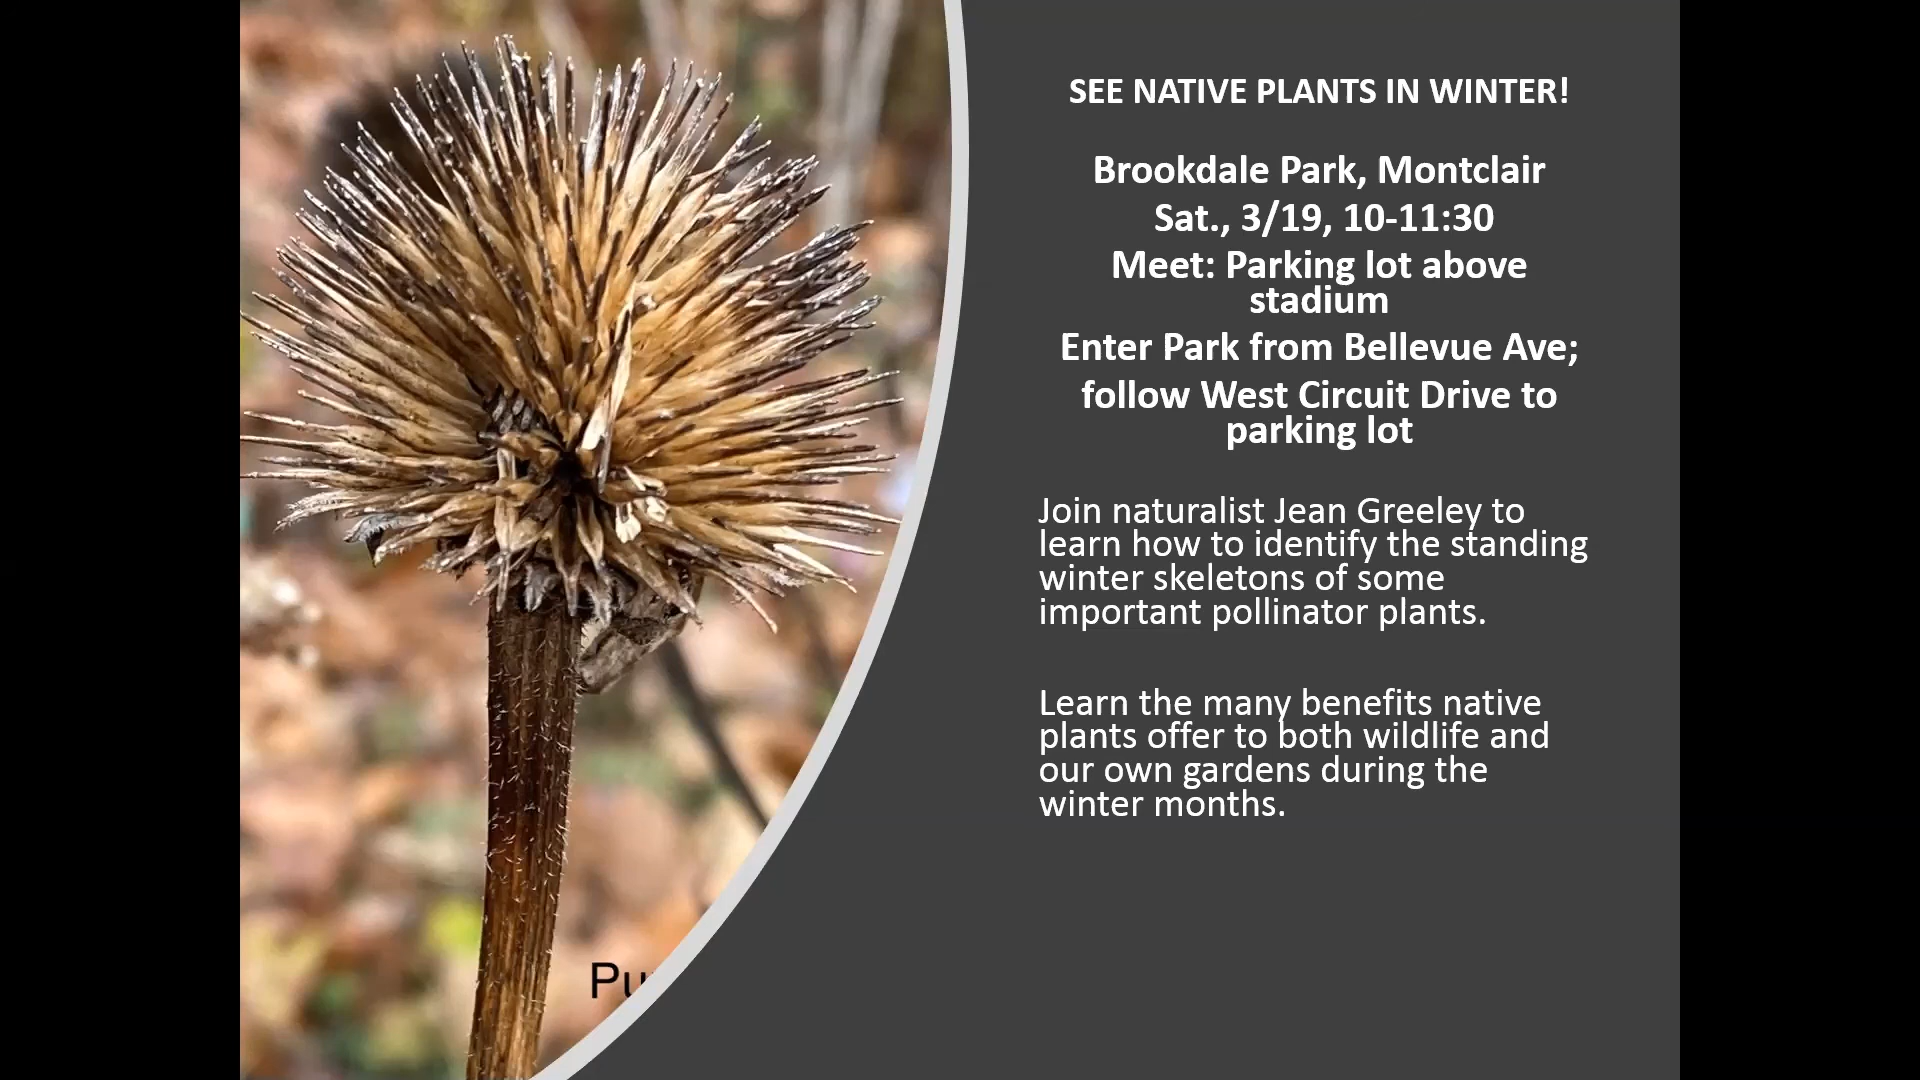 SEE NATIVE PLANTS IN WINTER!
Brookdale Park, Montclair
Sat., 3/19, 10-11:30
Meet: Parking lot above
stadium
Enter Park from Bellevue Ave;
follow West Circuit Drive to
parking lot
Join naturalist Jean Greeley to
learn how to identify the standing
winter skeletons of some
important pollinator plants.
Learn the many benefits native
plants offer to both wildlife and
our own gardens during the
winter months.